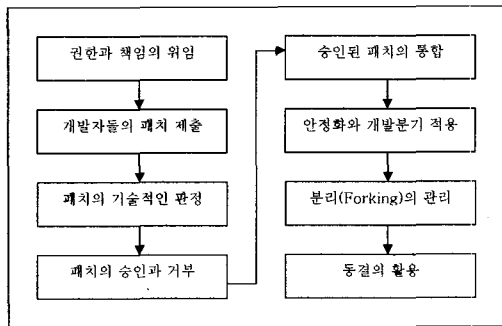 권한과 책임의 위임
개발자들의 패치 제출
패치의 기술적인 판정
패치의 승인과 거부
승인된 패치의 통합
안정화와 개발분기 적용
분리(Forking)의 관리
동결의 활용